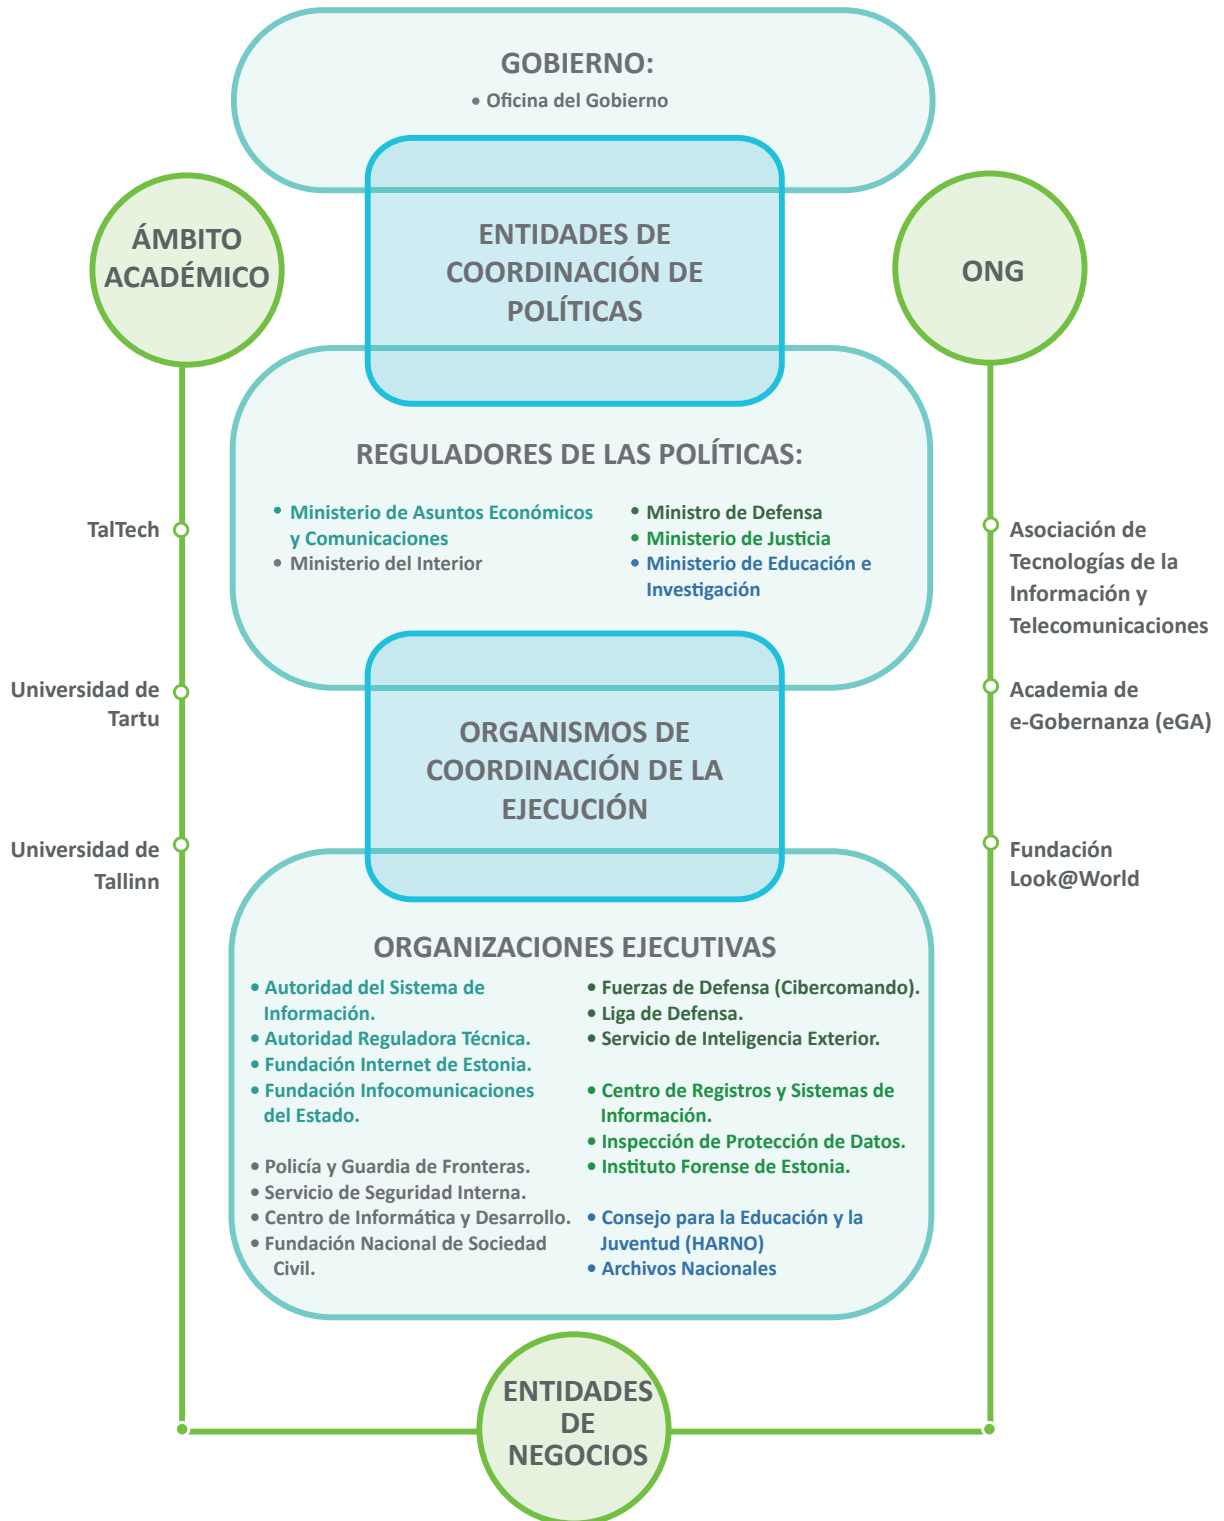 GOBIERNO:
• Oficina del Gobierno
ÁMBITO
ACADÉMICO
ENTIDADES DE
COORDINACIÓN DE
POLÍTICAS
ONG
REGULADORES DE LAS POLÍTICAS:
• Ministerio de Asuntos Económicos
y Comunicaciones
• Ministerio del Interior
• Ministro de Defensa
• Ministerio de Justicia
• Ministerio de Educación e
Investigación
TalTech
Universidad de
Tartu
Universidad de
Tallinn
Asociación de
Tecnologías de la
Información y
Telecomunicaciones
Academia de
e-Gobernanza (eGA)
Fundación
Look@World
ORGANISMOS DE
COORDINACIÓN DE LA
EJECUCIÓN
ORGANIZACIONES EJECUTIVAS
• Autoridad del Sistema de
Información.
• Autoridad Reguladora Técnica.
• Fundación Internet de Estonia.
• Fundación Infocomunicaciones
del Estado.
• Policía y Guardia de Fronteras.
• Servicio de Seguridad Interna.
• Centro de Informática y Desarrollo.
• Fundación Nacional de Sociedad
Civil.
• Fuerzas de Defensa (Cibercomando).
• Liga de Defensa.
• Servicio de Inteligencia Exterior.
• Centro de Registros y Sistemas de
Información.
• Inspección de Protección de Datos.
• Instituto Forense de Estonia.
• Consejo para la Educación y la
Juventud (HARNO)
• Archivos Nacionales
ENTIDADES
DE
NEGOCIOS